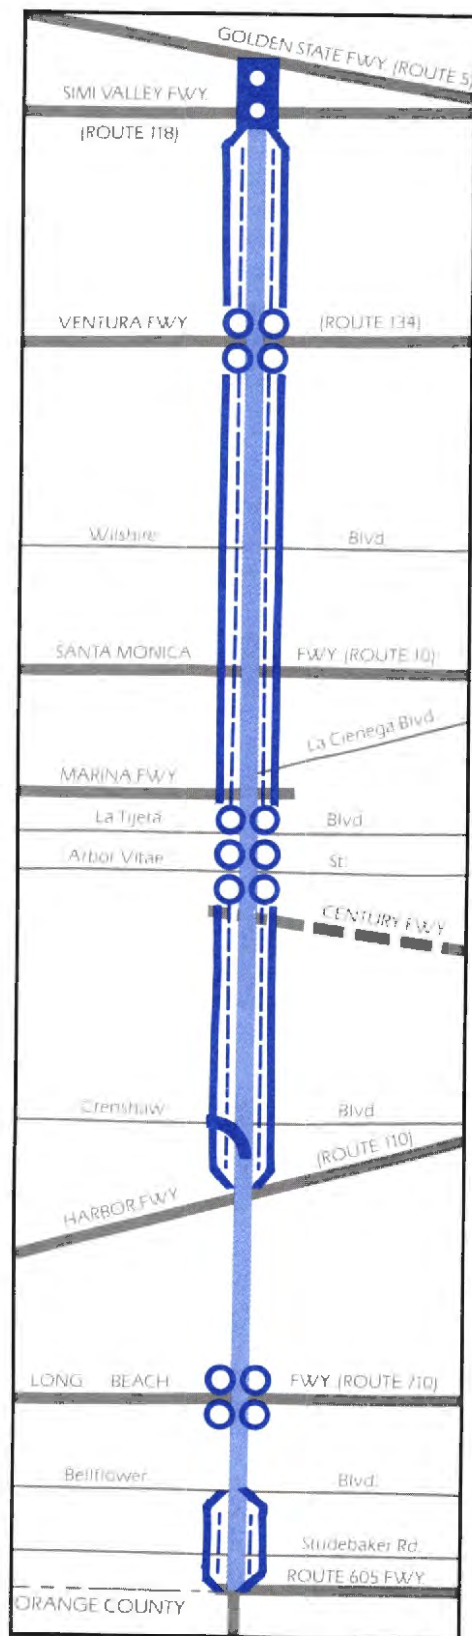 GOLDEN STATE FWY. (ROUTE 5)
SIMI VALLEY FWY.
(ROUTE 118)
VENTURA FWY (ROUTE 134)
Wilshire Blvd.
SANTA MONICA FWY (ROUTE 10)
La Cienega Blvd.
MARINA FWY
La Tijera Blvd.
Arbor Vitae St.
CENTURY FWY.
Crenshaw Blvd.
(ROUTE 110)
HARBOR FWY
LONG BEACH FWY (ROUTE 710)
Bellflower Blvd.
Studebaker Rd.
ROUTE 605 FWY.
ORANGE COUNTY